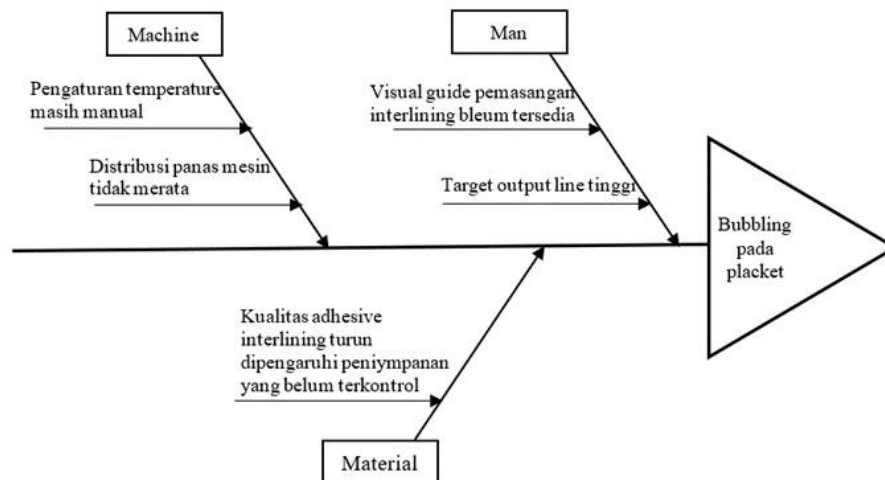 Machine
Man
Pengaturan temperature
masih manual
Visual guide pemasangan
interlining bleum tersedia
Distribusi panas mesin
tidak merata
Target output line tinggi
Bubbling
pada
placket
Kualitas adhesive
interlining turun
dipengaruhi peniympanan
yang belum terkontrol
Material